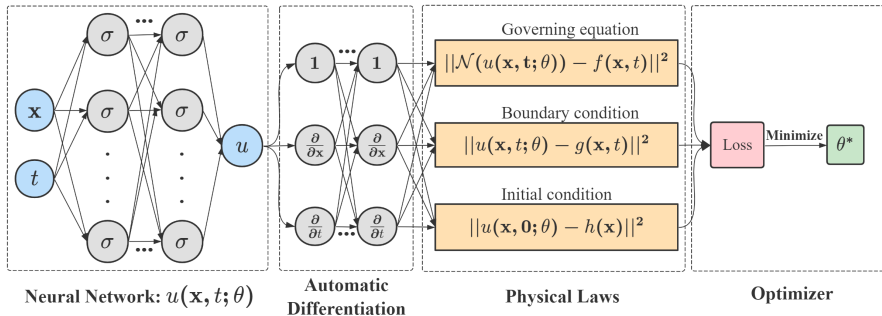 x
t
σ
...
σ
σ
σ
σ
...
σ
u
1
...
1
∂/∂x
∂/∂x
∂/∂t
...
∂/∂t
Governing equation
||𝒩(u(x, t; θ)) − f(x, t)||²
Boundary condition
||u(x, t; θ) − g(x, t)||²
Initial condition
||u(x, 0; θ) − h(x)||²
Loss
Minimize
θ*
Neural Network: u(x, t; θ)
Automatic
Differentiation
Physical Laws
Optimizer